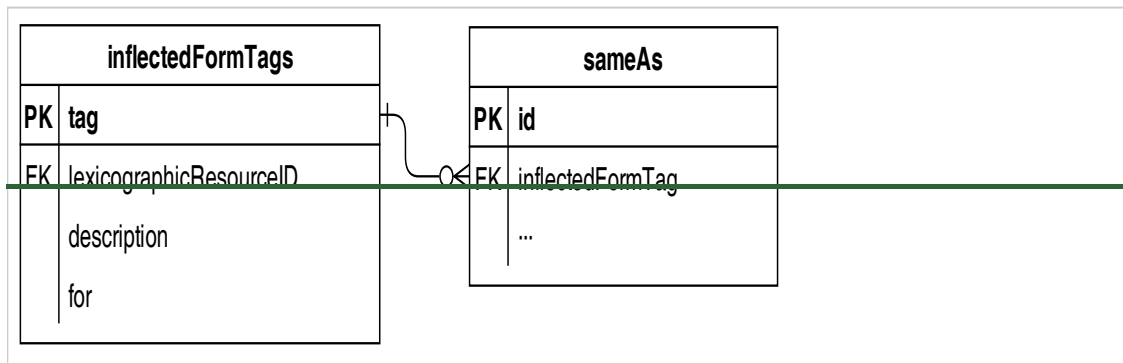 inflectedFormTags
PK tag
FK lexicographicResourceID
description
for
sameAs
PK id
FK inflectedFormTag
...